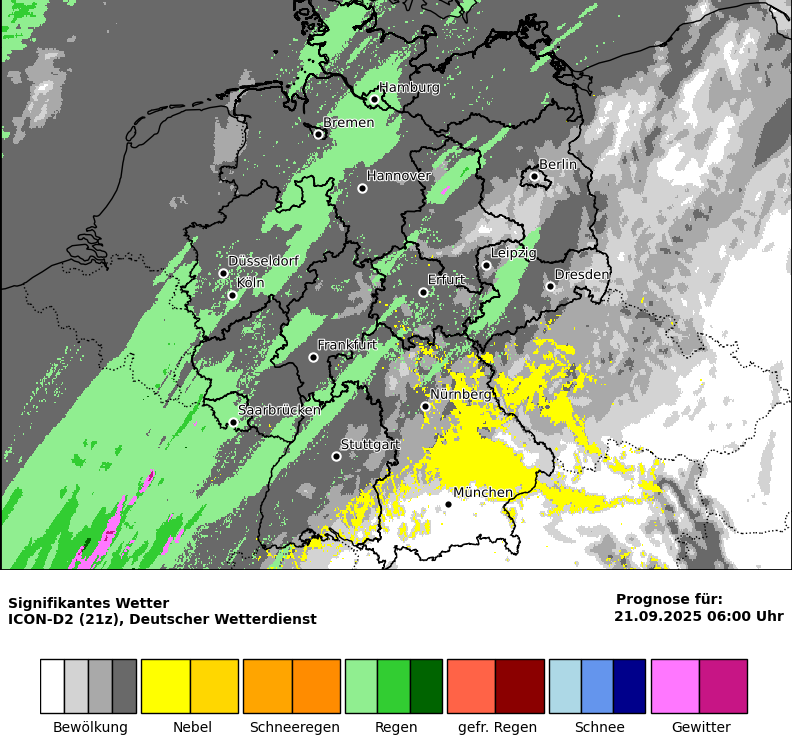 Hamburg
Bremen
Berlin
Hannover
Leipzig
Düsseldorf
Dresden
Köln
Erfurt
Frankfurt
Nürnberg
Saarbrücken
Stuttgart
München
Signifikantes Wetter
ICON-D2 (21z), Deutscher Wetterdienst
Prognose für:
21.09.2025 06:00 Uhr
Bewölkung Nebel Schneeregen Regen gefr. Regen Schnee Gewitter